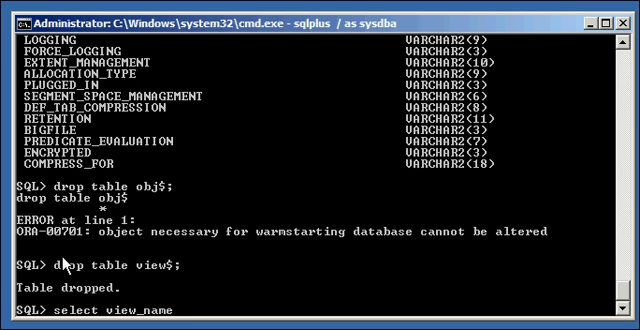 Administrator: C:\Windows\system32\cmd.exe - sqlplus / as sysdba
LOGGING VARCHAR2(9)
FORCE_LOGGING VARCHAR2(3)
EXTENT_MANAGEMENT VARCHAR2(10)
ALLOCATION_TYPE VARCHAR2(9)
PLUGGED_IN VARCHAR2(3)
SEGMENT_SPACE_MANAGEMENT VARCHAR2(6)
DEF_TAB_COMPRESSION VARCHAR2(8)
RETENTION VARCHAR2(11)
BIGFILE VARCHAR2(3)
PREDICATE_EVALUATION VARCHAR2(7)
ENCRYPTED VARCHAR2(3)
COMPRESS_FOR VARCHAR2(18)
SQL> drop table obj$;
drop table obj$
*
ERROR at line 1:
ORA-00701: object necessary for warmstarting database cannot be altered
SQL> drop table view$;
Table dropped.
SQL> select view_name